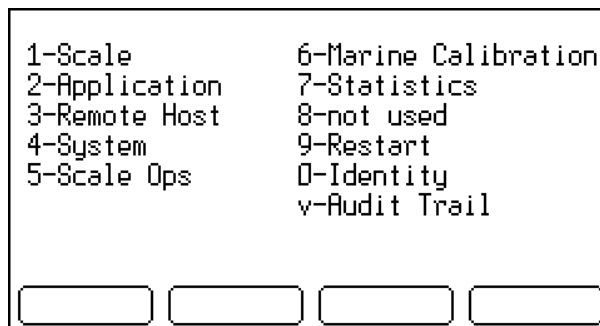 1-Scale
2-Application
3-Remote Host
4-System
5-Scale Ops
6-Marine Calibration
7-Statistics
8-not used
9-Restart
0-Identity
v-Audit Trail